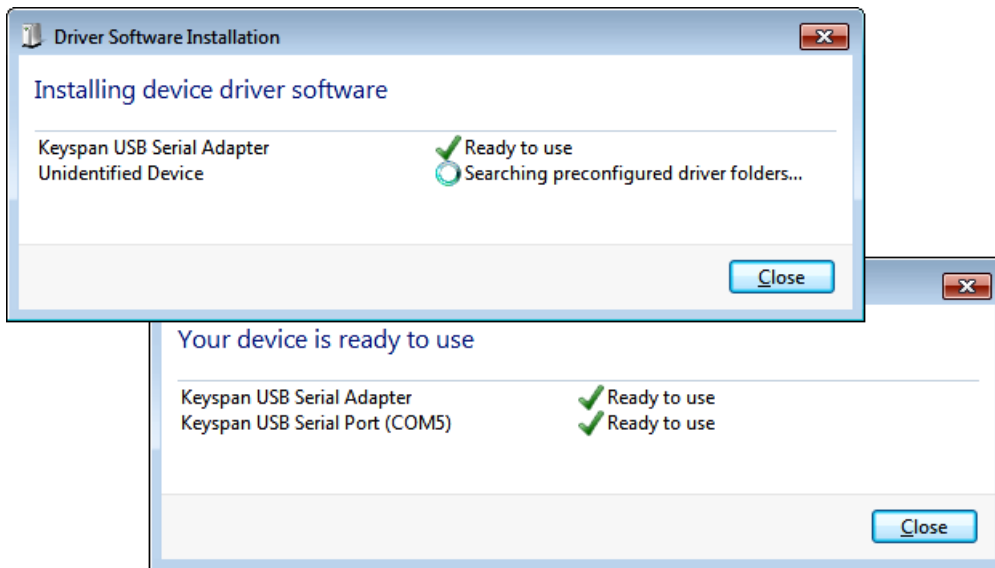 Driver Software Installation
Installing device driver software
Keyspan USB Serial Adapter Ready to use
Unidentified Device Searching preconfigured driver folders...
Close
Your device is ready to use
Keyspan USB Serial Adapter Ready to use
Keyspan USB Serial Port (COM5) Ready to use
Close